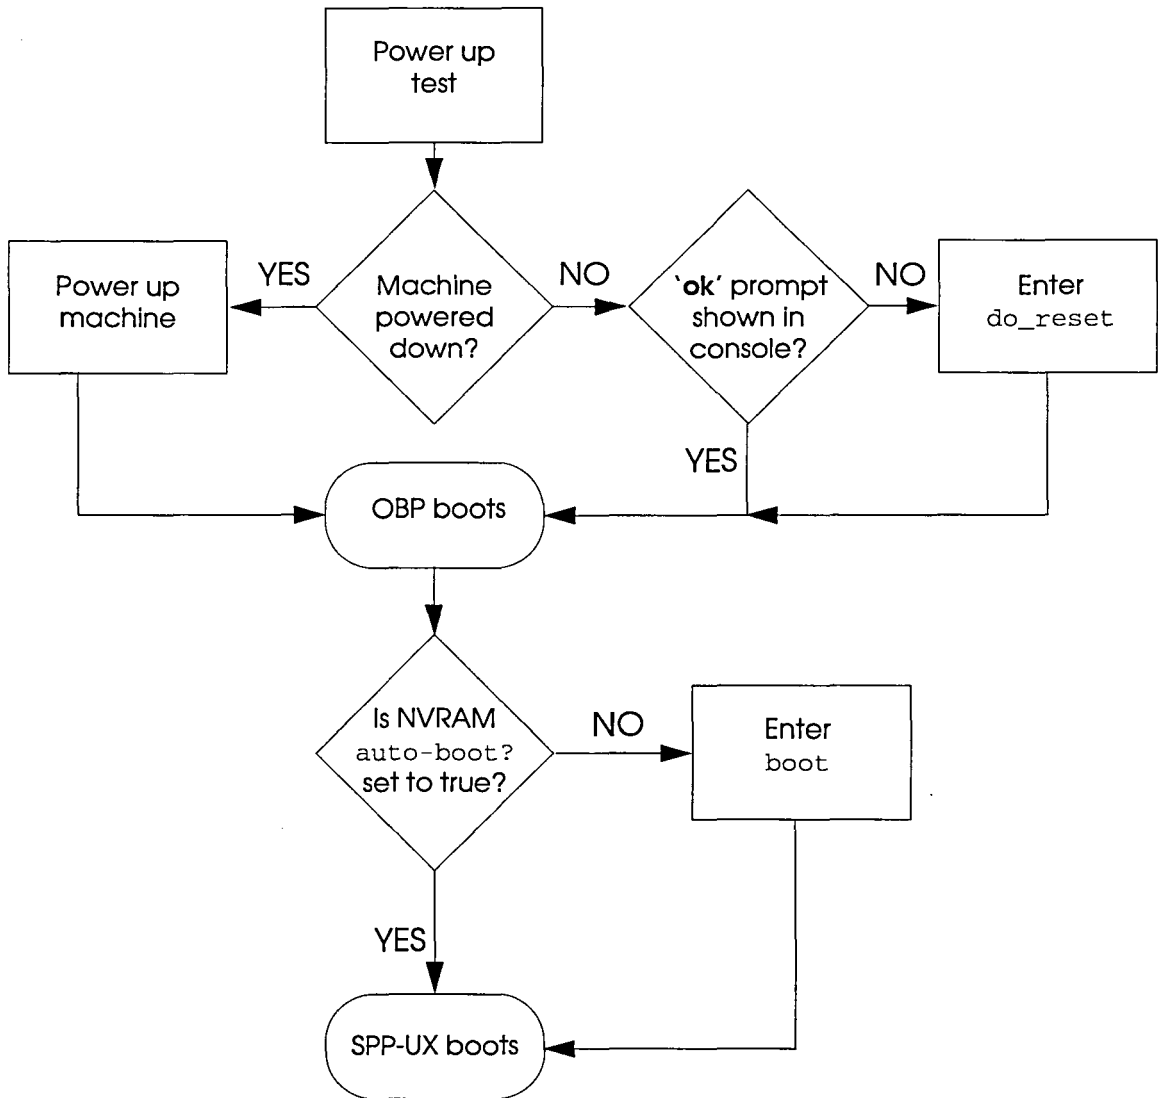 Power up
test
YES
NO
NO
Power up
machine
Machine
powered
down?
'ok' prompt
shown in
console?
Enter
do_reset
YES
OBP boots
Is NVRAM
auto-boot?
set to true?
NO
Enter
boot
YES
SPP-UX boots